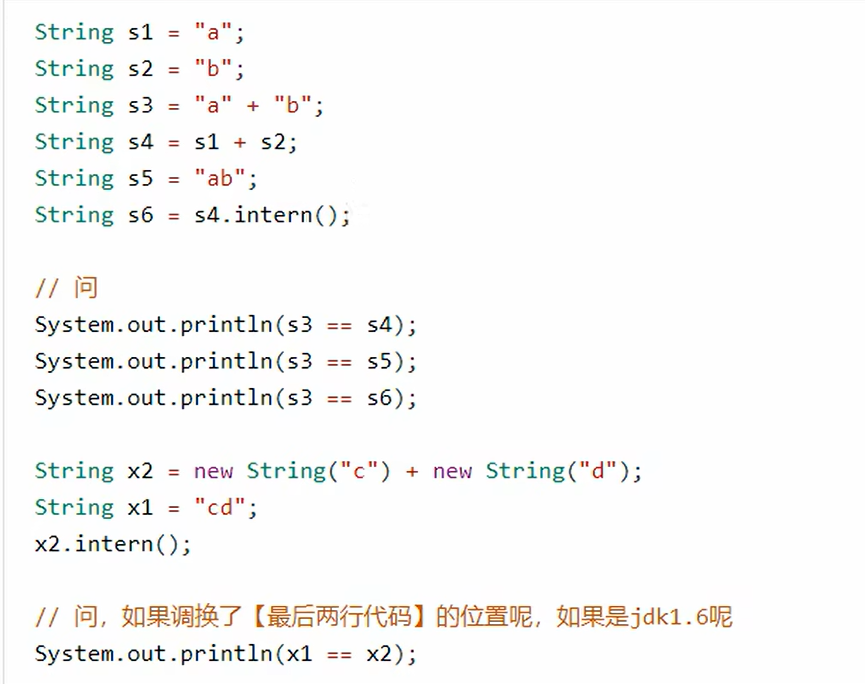 String s1 = "a";
String s2 = "b";
String s3 = "a" + "b";
String s4 = s1 + s2;
String s5 = "ab";
String s6 = s4.intern();
// 问
System.out.println(s3 == s4);
System.out.println(s3 == s5);
System.out.println(s3 == s6);
String x2 = new String("c") + new String("d");
String x1 = "cd";
x2.intern();
// 问，如果调换了【最后两行代码】的位置呢，如果是jdk1.6呢
System.out.println(x1 == x2);